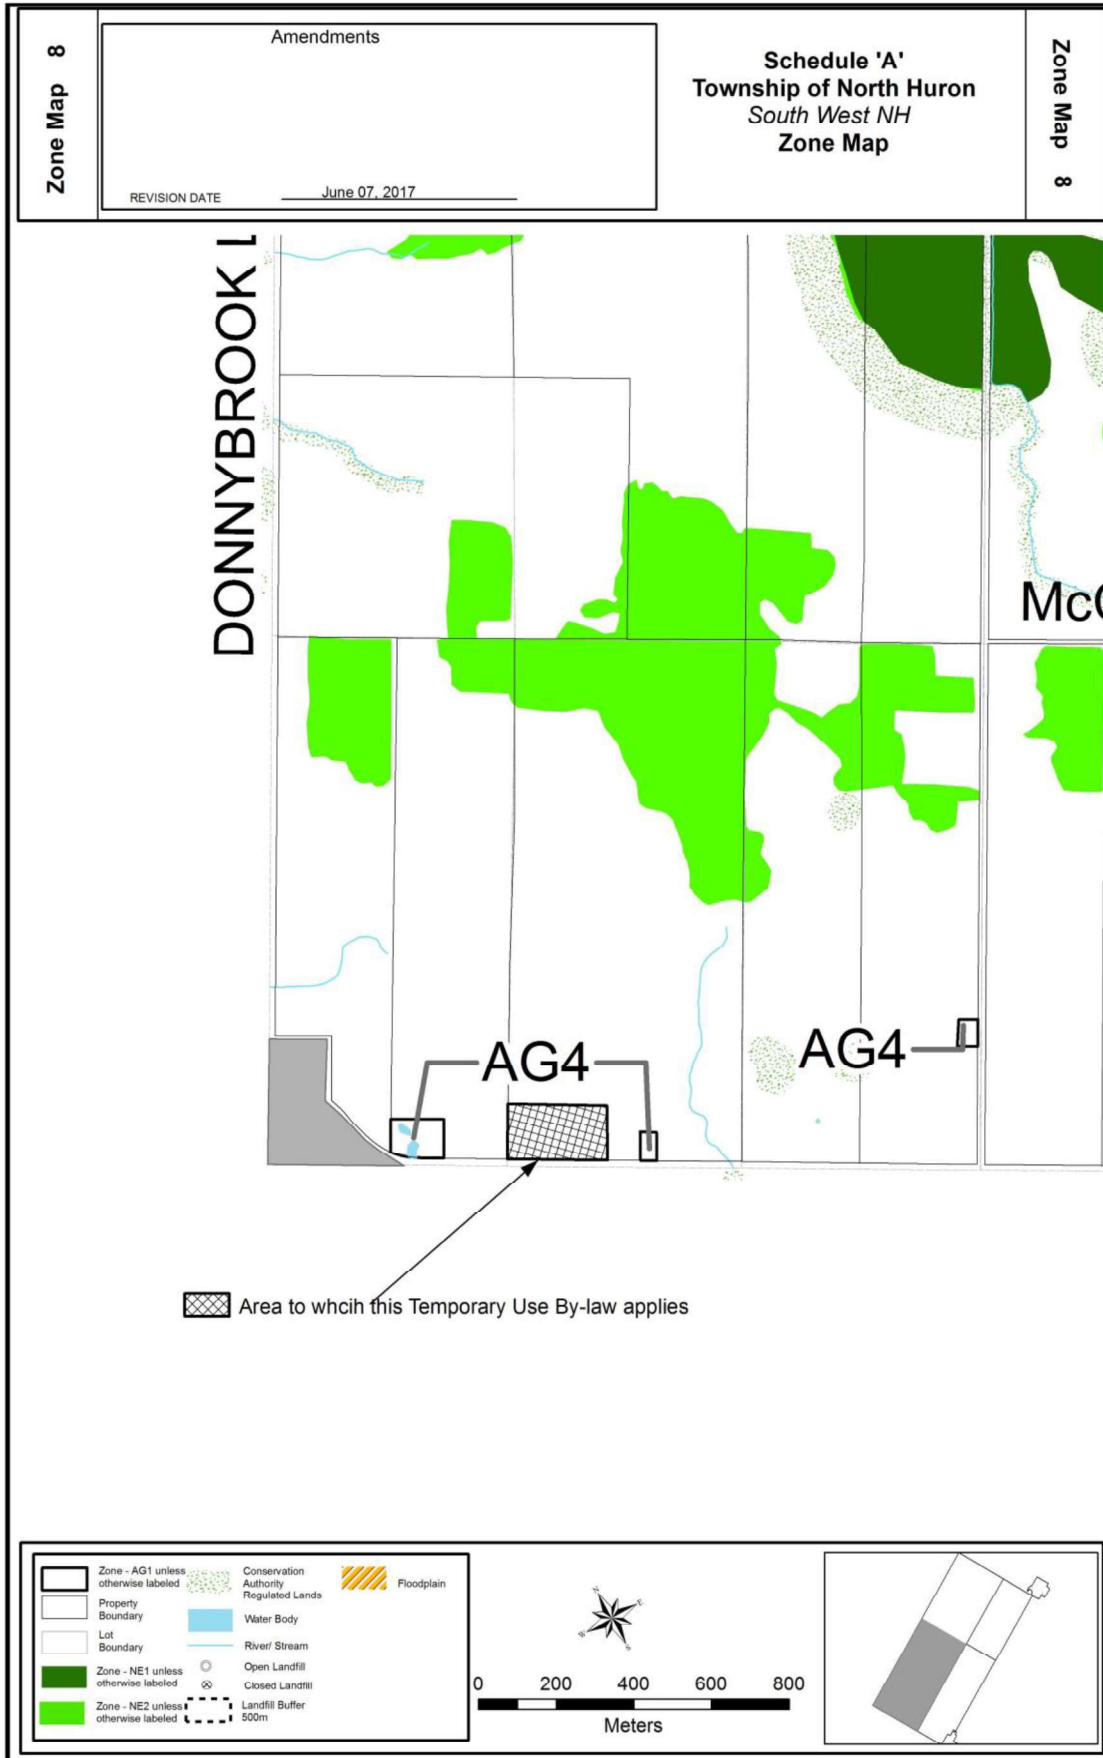 Zone Map 8
Amendments
REVISION DATE June 07, 2017
Schedule 'A'
Township of North Huron
South West NH
Zone Map
Zone Map 8
DONNYBROOK L
McC
AG4
AG4
Area to whcih this Temporary Use By-law applies
Zone - AG1 unless
otherwise labeled
Property
Boundary
Lot
Boundary
Zone - NE1 unless
otherwise labeled
Zone - NE2 unless
otherwise labeled
Conservation
Authority
Regulated Lands
Water Body
River/ Stream
Open Landfill
Closed Landfill
Landfill Buffer
500m
Floodplain
N
E
W
S
0 200 400 600 800
Meters